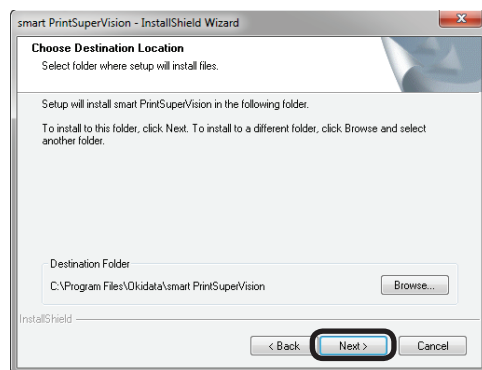 smart PrintSuperVision - InstallShield Wizard
Choose Destination Location
Select folder where setup will install files.
Setup will install smart PrintSuperVision in the following folder.
To install to this folder, click Next. To install to a different folder, click Browse and select
another folder.
Destination Folder
C:\Program Files\Okidata\smart PrintSuperVision
Browse...
InstallShield
< Back
Next >
Cancel